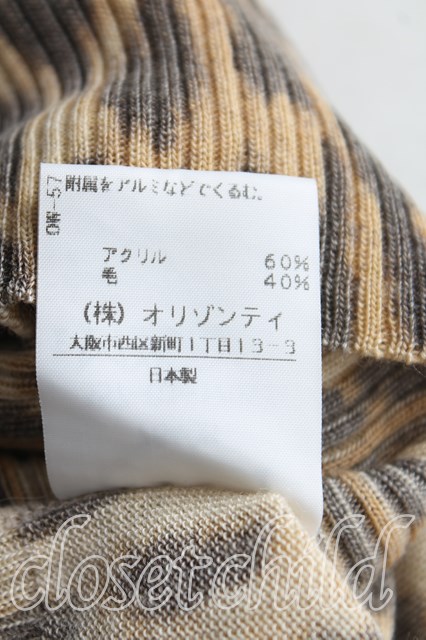 附属をアルミなどでくるむ。
アクリル 60%
毛 40%
(株) オリゾンティ
大阪市西区新町1丁目13-3
日本製
closetchild